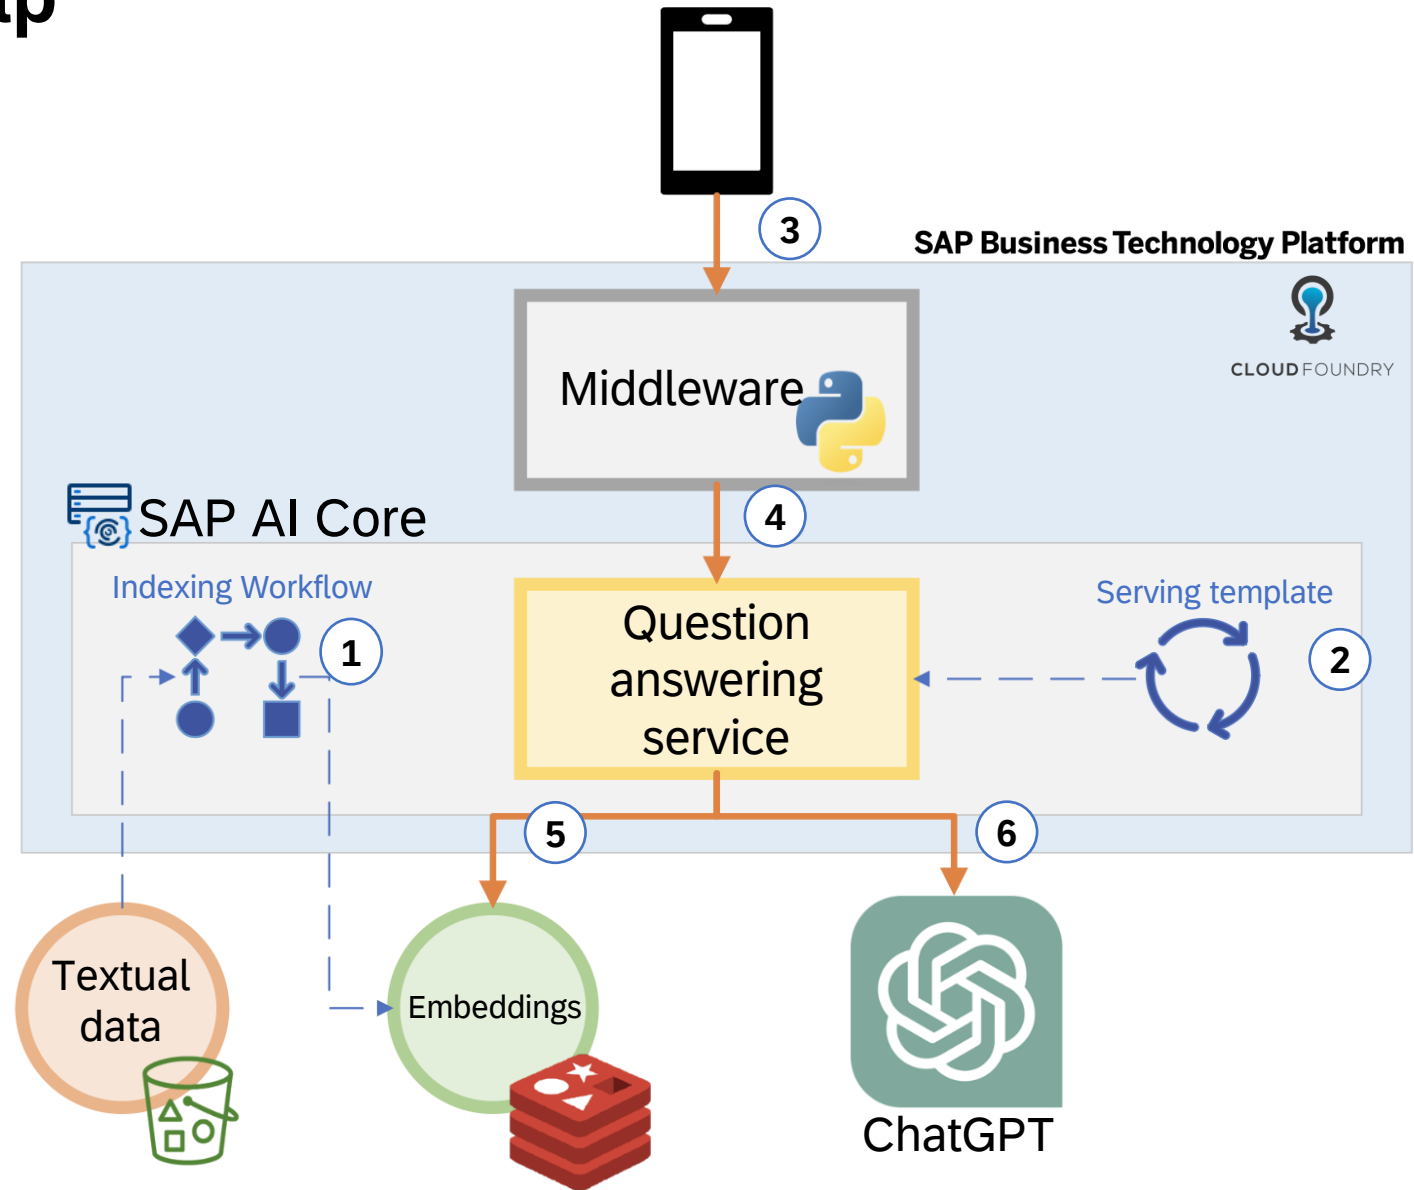 3
SAP Business Technology Platform
CLOUD FOUNDRY
Middleware
4
SAP AI Core
Indexing Workflow
1
Question
answering
service
Serving template
2
5
6
Textual
data
Embeddings
ChatGPT